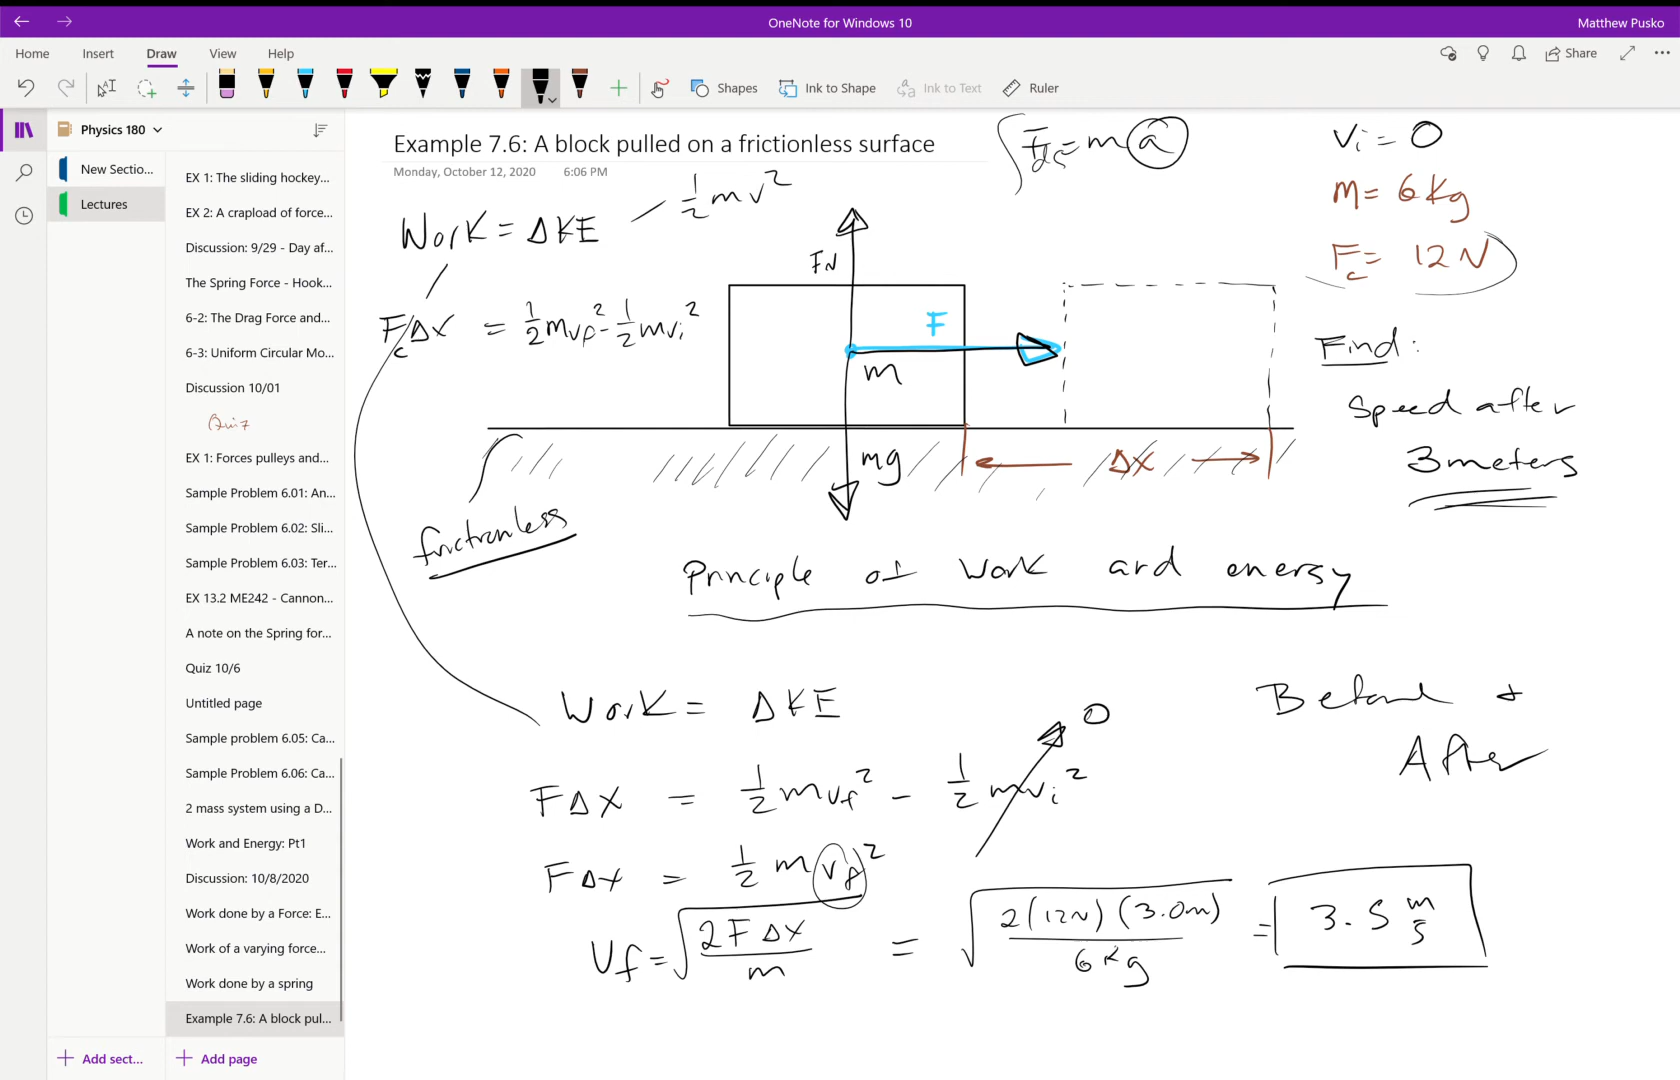 OneNote for Windows 10
Matthew Pusko
Home Insert Draw View Help
Share
Shapes Ink to Shape Ink to Text Ruler
Physics 180
New Sectio...
Lectures
EX 1: The sliding hockey...
EX 2: A crapload of force...
Discussion: 9/29 - Day af...
The Spring Force - Hook...
6-2: The Drag Force and...
6-3: Uniform Circular Mo...
Discussion 10/01
Quiz
EX 1: Forces pulleys and...
Sample Problem 6.01: An...
Sample Problem 6.02: Sli...
Sample Problem 6.03: Ter...
EX 13.2 ME242 - Cannon...
A note on the Spring for...
Quiz 10/6
Untitled page
Sample problem 6.05: Ca...
Sample Problem 6.06: Ca...
2 mass system using a D...
Work and Energy: Pt1
Discussion: 10/8/2020
Work done by a Force: E...
Work of a varying force...
Work done by a spring
Example 7.6: A block pul...
Add sect...
Add page
Example 7.6: A block pulled on a frictionless surface
Monday, October 12, 2020 6:06 PM
= m a
Vi = 0
M = 6 Kg
Fc = 12 N
Find:
Speed after
3 meters
Work = ΔKE
½ m v²
FcΔX = ½ m vf² - ½ m vi²
FN
F
m
mg
ΔX
frictionless
Principle of Work and energy
Work = ΔKE
0
Before +
After
FΔX = ½ m vf² - ½ m vi²
FΔX = ½ m vf²
Vf = √(2FΔX / m) = √(2(12N)(3.0m) / 6Kg) = 3.5 m/s